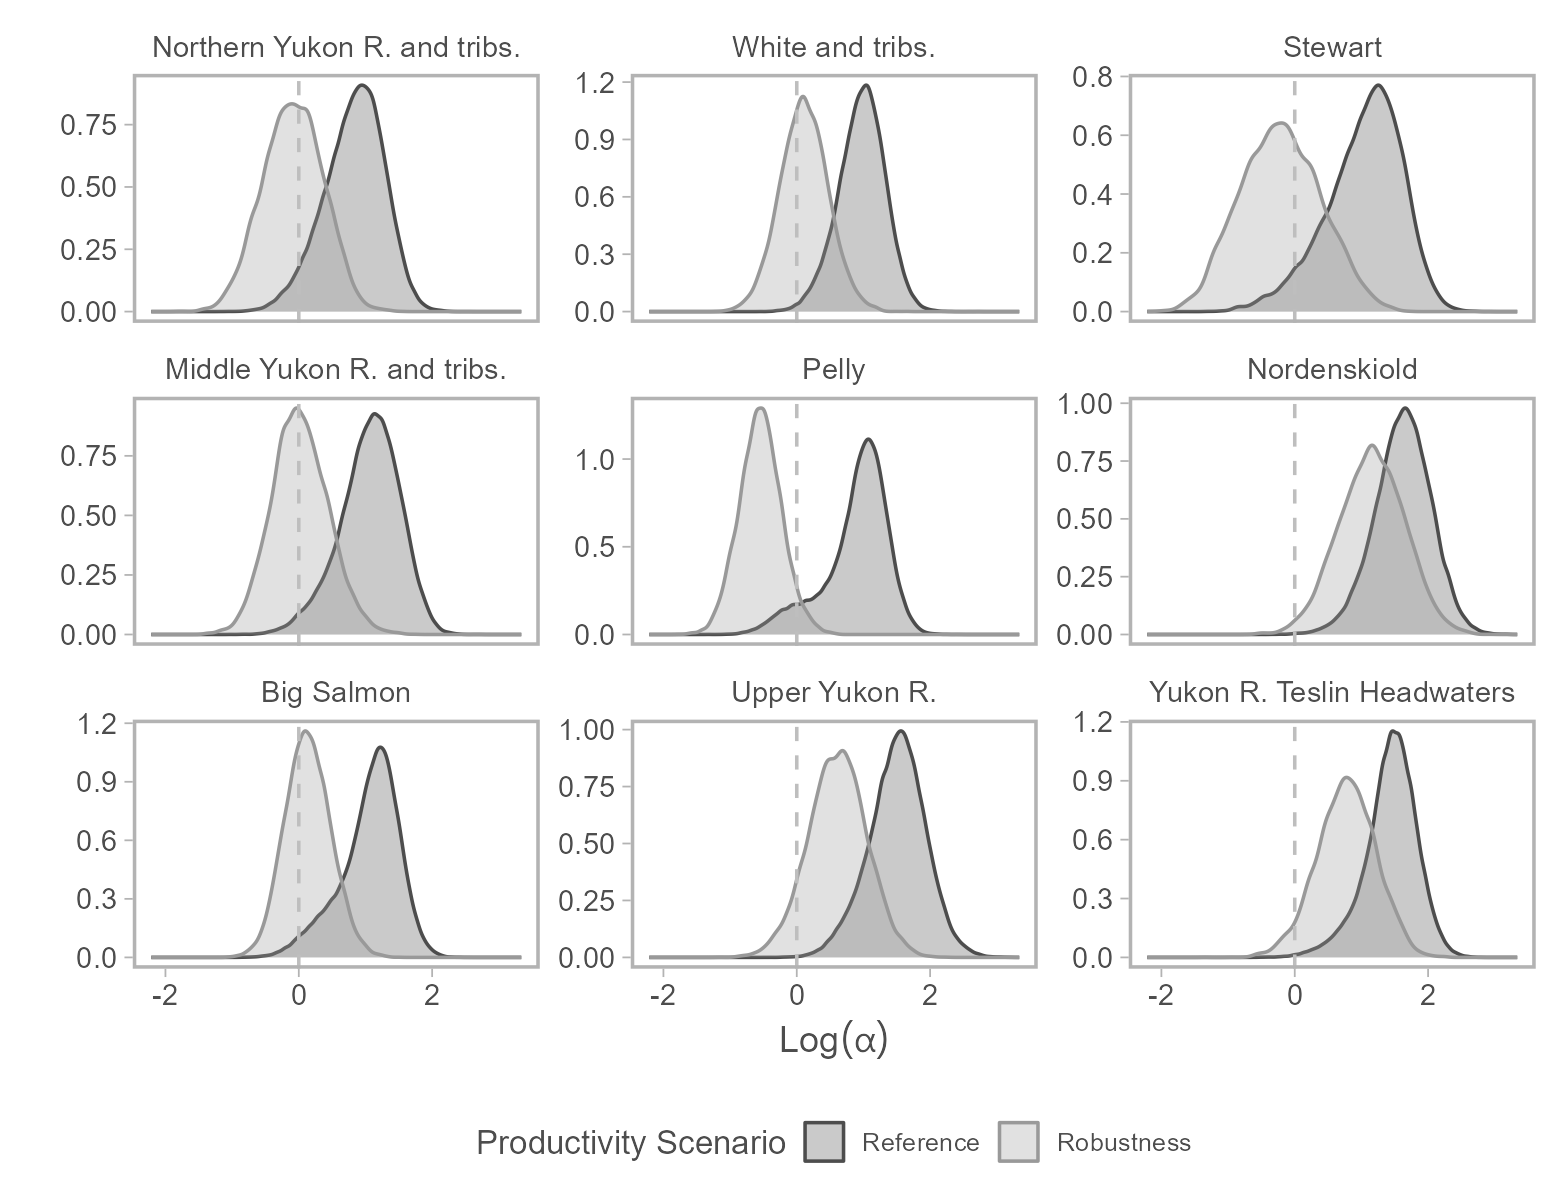 Northern Yukon R. and tribs.
White and tribs.
Stewart
0.75
0.50
0.25
0.00
1.2
0.9
0.6
0.3
0.0
0.8
0.6
0.4
0.2
0.0
Middle Yukon R. and tribs.
Pelly
Nordenskiold
0.75
0.50
0.25
0.00
1.0
0.5
0.0
1.00
0.75
0.50
0.25
0.00
Big Salmon
Upper Yukon R.
Yukon R. Teslin Headwaters
1.2
0.9
0.6
0.3
0.0
1.00
0.75
0.50
0.25
0.00
1.2
0.9
0.6
0.3
0.0
-2 0 2
-2 0 2
-2 0 2
Log(α)
Productivity Scenario Reference Robustness